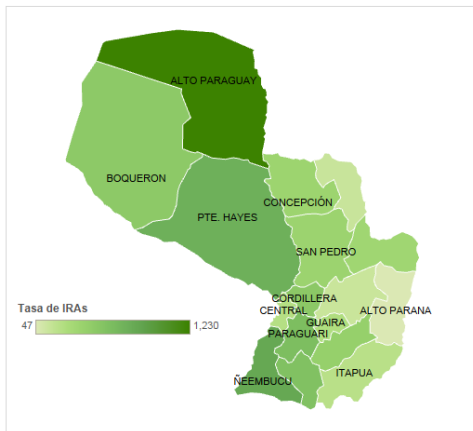 ALTO PARAGUAY
BOQUERON
CONCEPCIÓN
PTE. HAYES
SAN PEDRO
CORDILLERA
Tasa de IRAs
CENTRAL
ALTO PARANA
47
1,230
GUAIRA
PARAGUARI
ITAPUA
ÑEEMBUCU